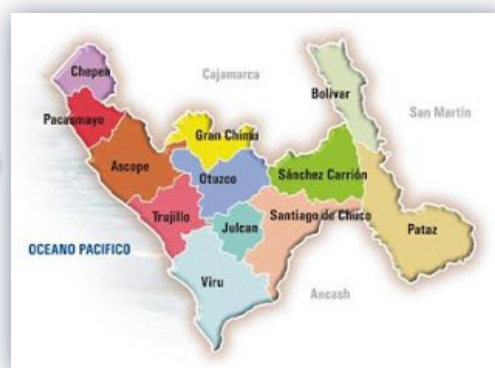 Chepen
Cajamarca
Bolivar
San Martín
Pacasmayo
Gran Chimu
Ascope
Otuzco
Sánchez Carrión
Trujillo
Santiago de Chuco
Julcan
Pataz
OCEANO PACIFICO
Viru
Ancash